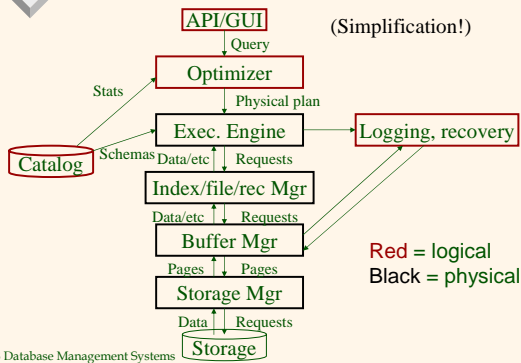 API/GUI
(Simplification!)
Query
Optimizer
Stats
Physical plan
Exec. Engine
Logging, recovery
Catalog
Schemas
Data/etc
Requests
Index/file/rec Mgr
Data/etc
Requests
Buffer Mgr
Red = logical
Black = physical
Pages
Pages
Storage Mgr
Data
Requests
Storage
Database Management Systems